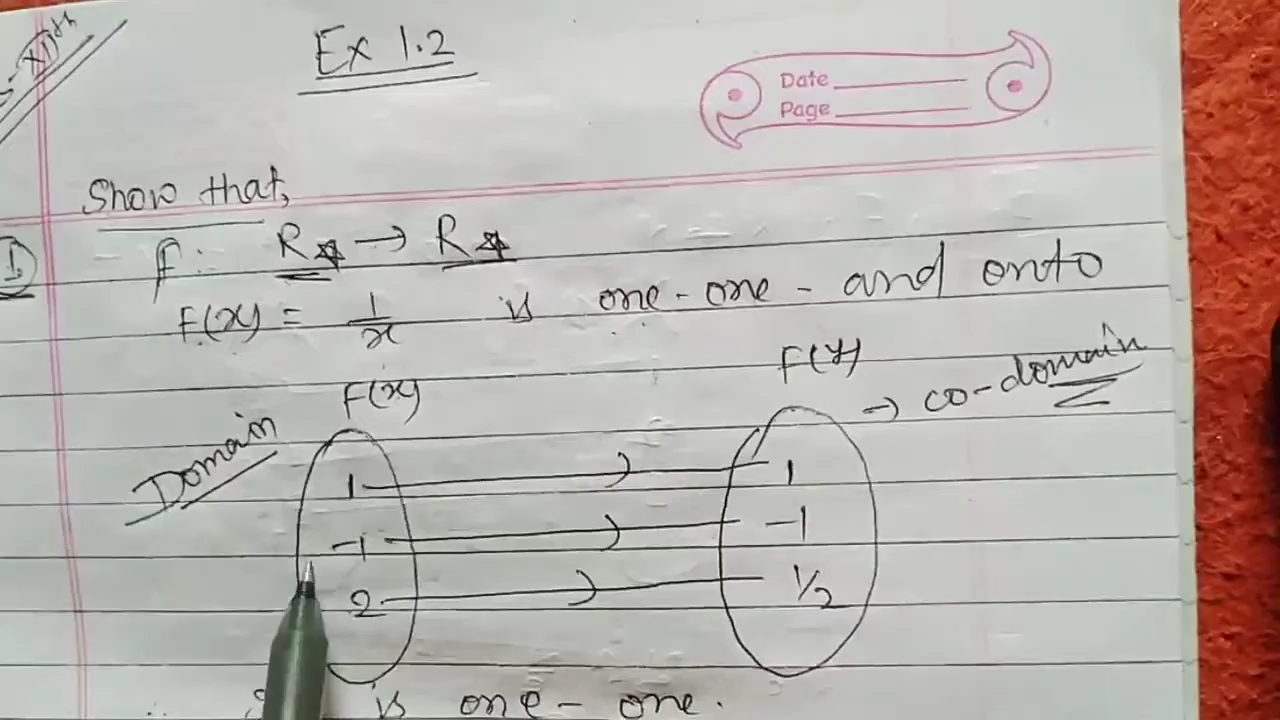 XIIth
Ex 1.2
Date
Page
Show that,
1. f: R★ → R★
F(x) = 1/x is one-one-and onto
F(x) F(y)
Domain → co-domain
1 1
-1 -1
2 1/2
∴ is one-one.